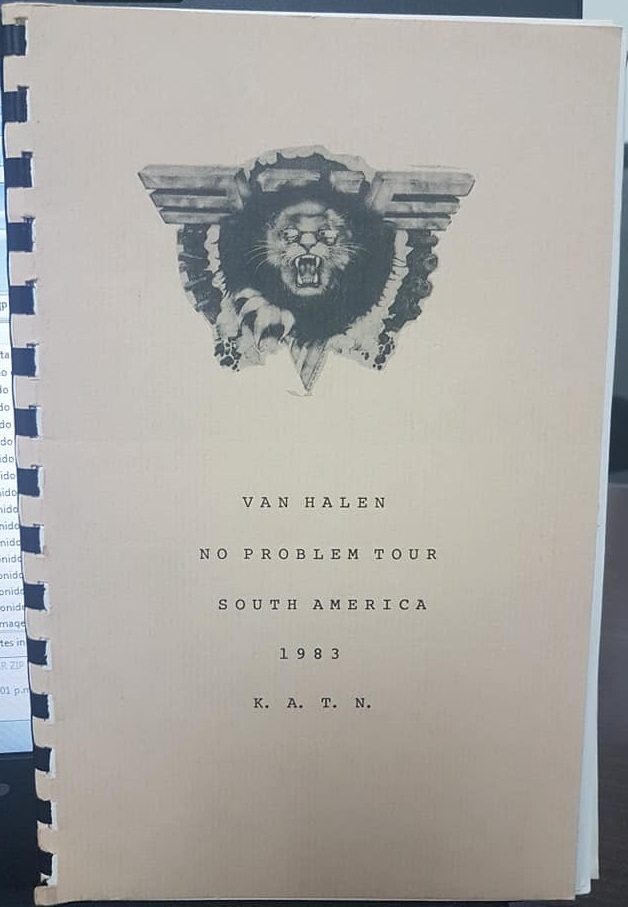 VAN HALEN
NO PROBLEM TOUR
SOUTH AMERICA
1983
K. A. T. N.